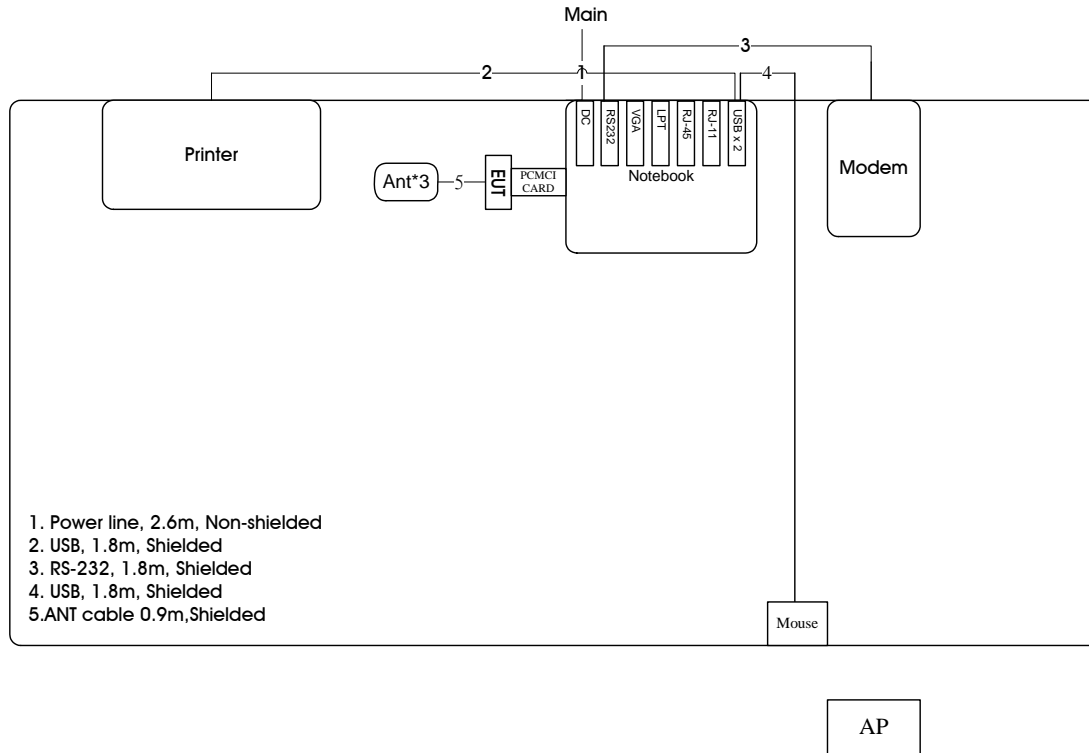 Main
3
2
1
4
Printer
DC
RS232
VGA
LPT
RJ-45
RJ-11
USB x 2
Notebook
Modem
Ant*3
5
EUT
PCMCI
CARD
1. Power line, 2.6m, Non-shielded
2. USB, 1.8m, Shielded
3. RS-232, 1.8m, Shielded
4. USB, 1.8m, Shielded
5.ANT cable 0.9m,Shielded
Mouse
AP